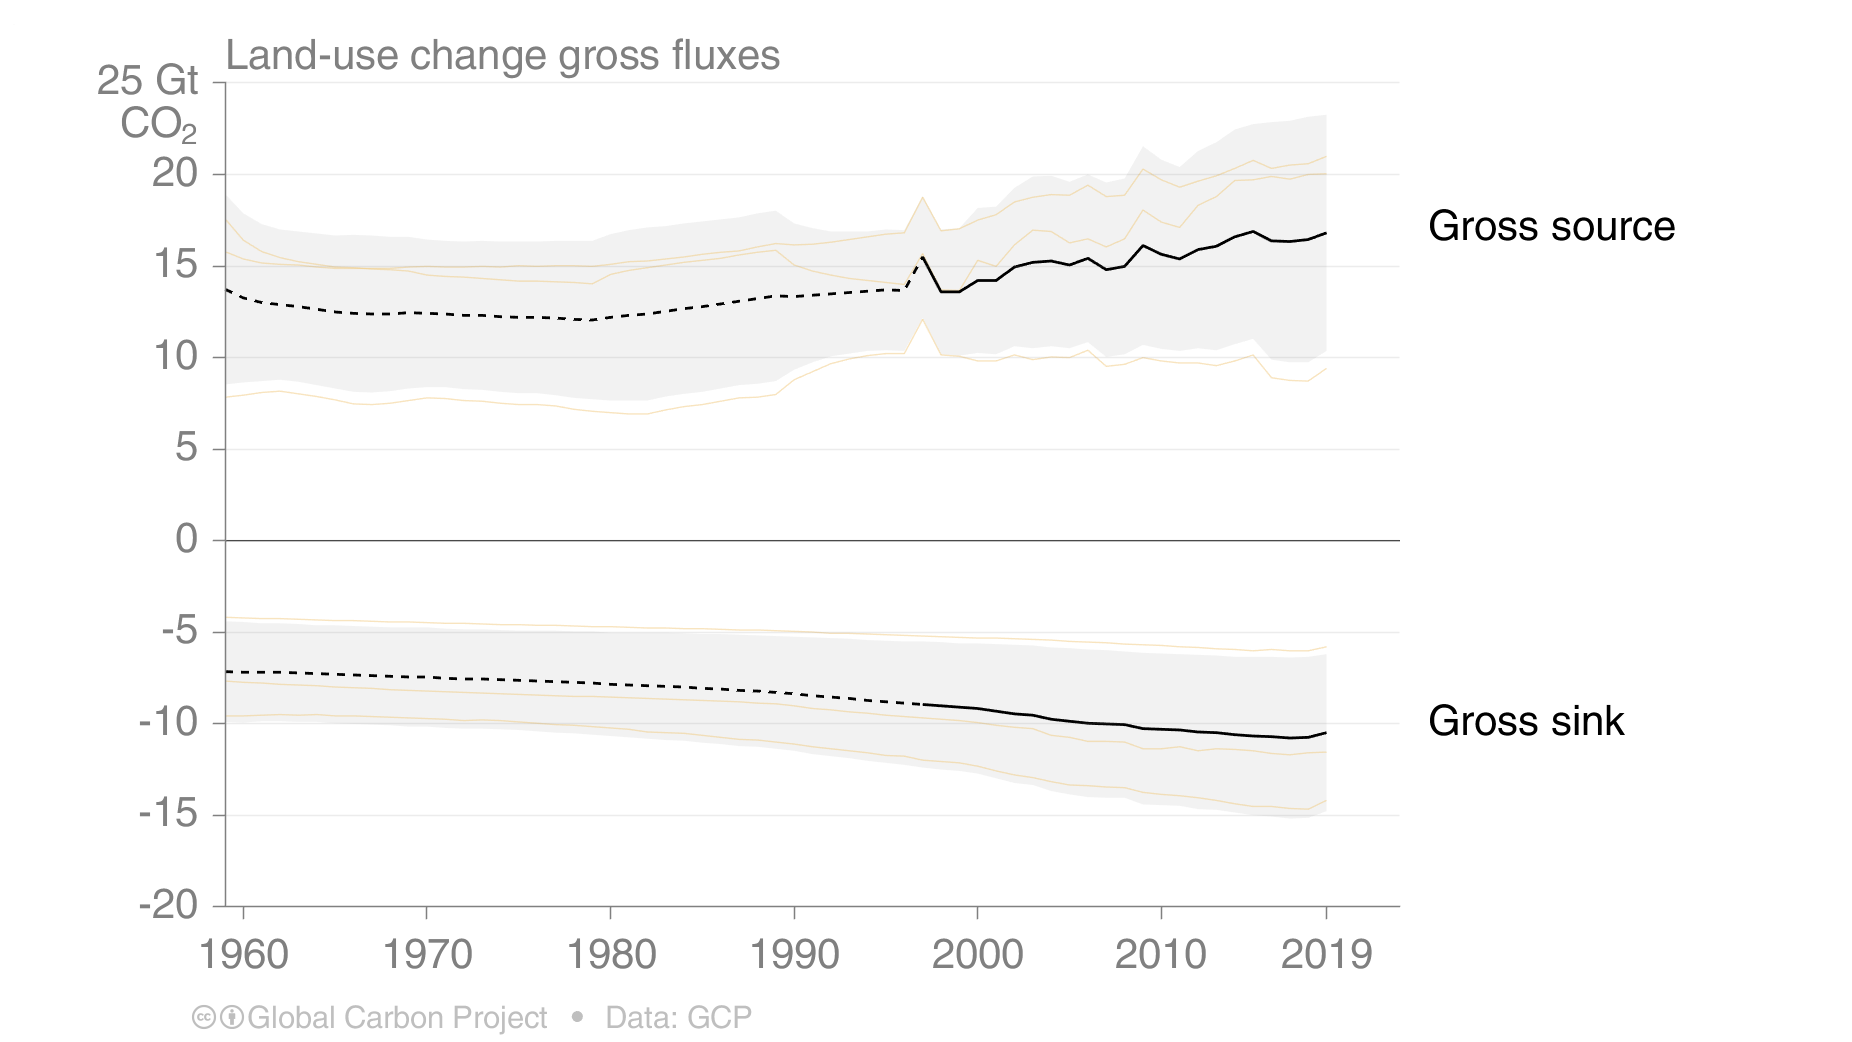 Land-use change gross fluxes
25 Gt
CO₂
20
15
10
5
0
-5
-10
-15
-20
Gross source
Gross sink
1960 1970 1980 1990 2000 2010 2019
cc Global Carbon Project • Data: GCP